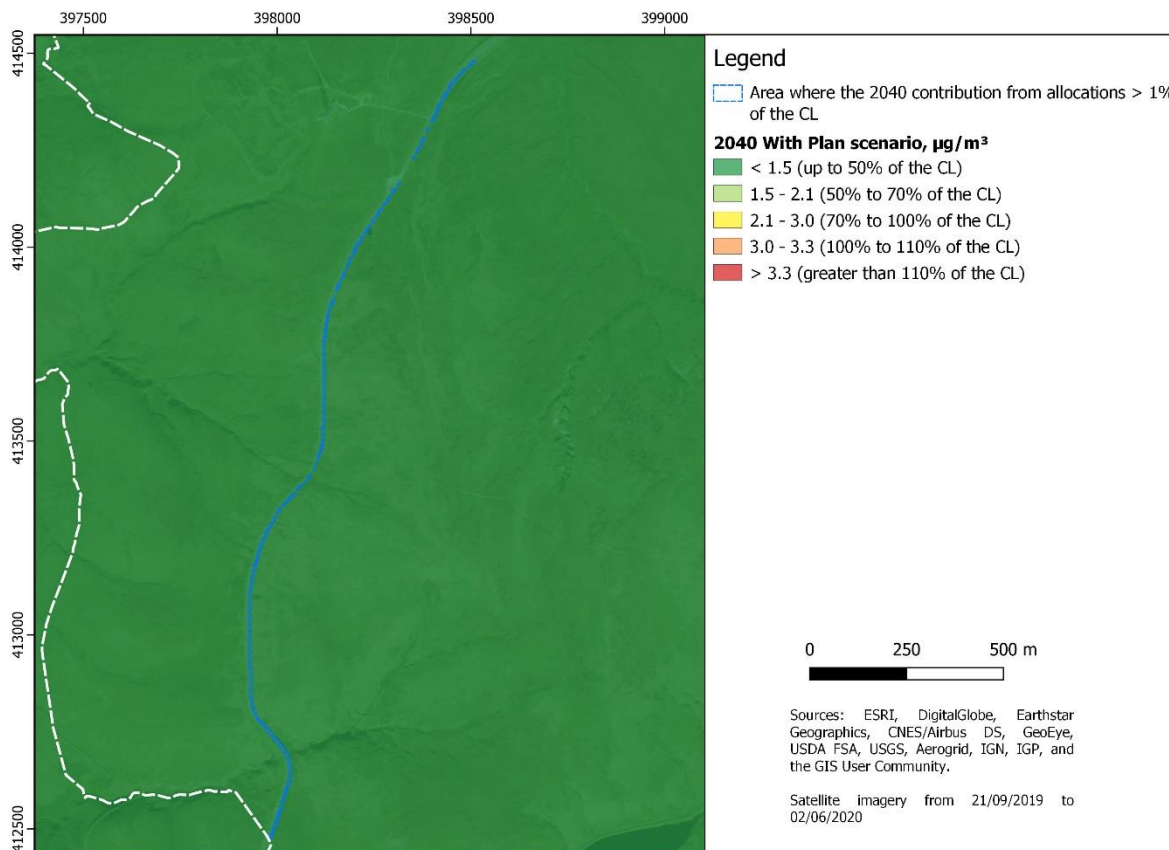 397500 398000 398500 399000
414500
414000
413500
413000
412500
Legend
Area where the 2040 contribution from allocations > 1%
of the CL
2040 With Plan scenario, µg/m³
< 1.5 (up to 50% of the CL)
1.5 - 2.1 (50% to 70% of the CL)
2.1 - 3.0 (70% to 100% of the CL)
3.0 - 3.3 (100% to 110% of the CL)
> 3.3 (greater than 110% of the CL)
0 250 500 m
Sources: ESRI, DigitalGlobe, Earthstar
Geographics, CNES/Airbus DS, GeoEye,
USDA FSA, USGS, Aerogrid, IGN, IGP, and
the GIS User Community.
Satellite imagery from 21/09/2019 to
02/06/2020